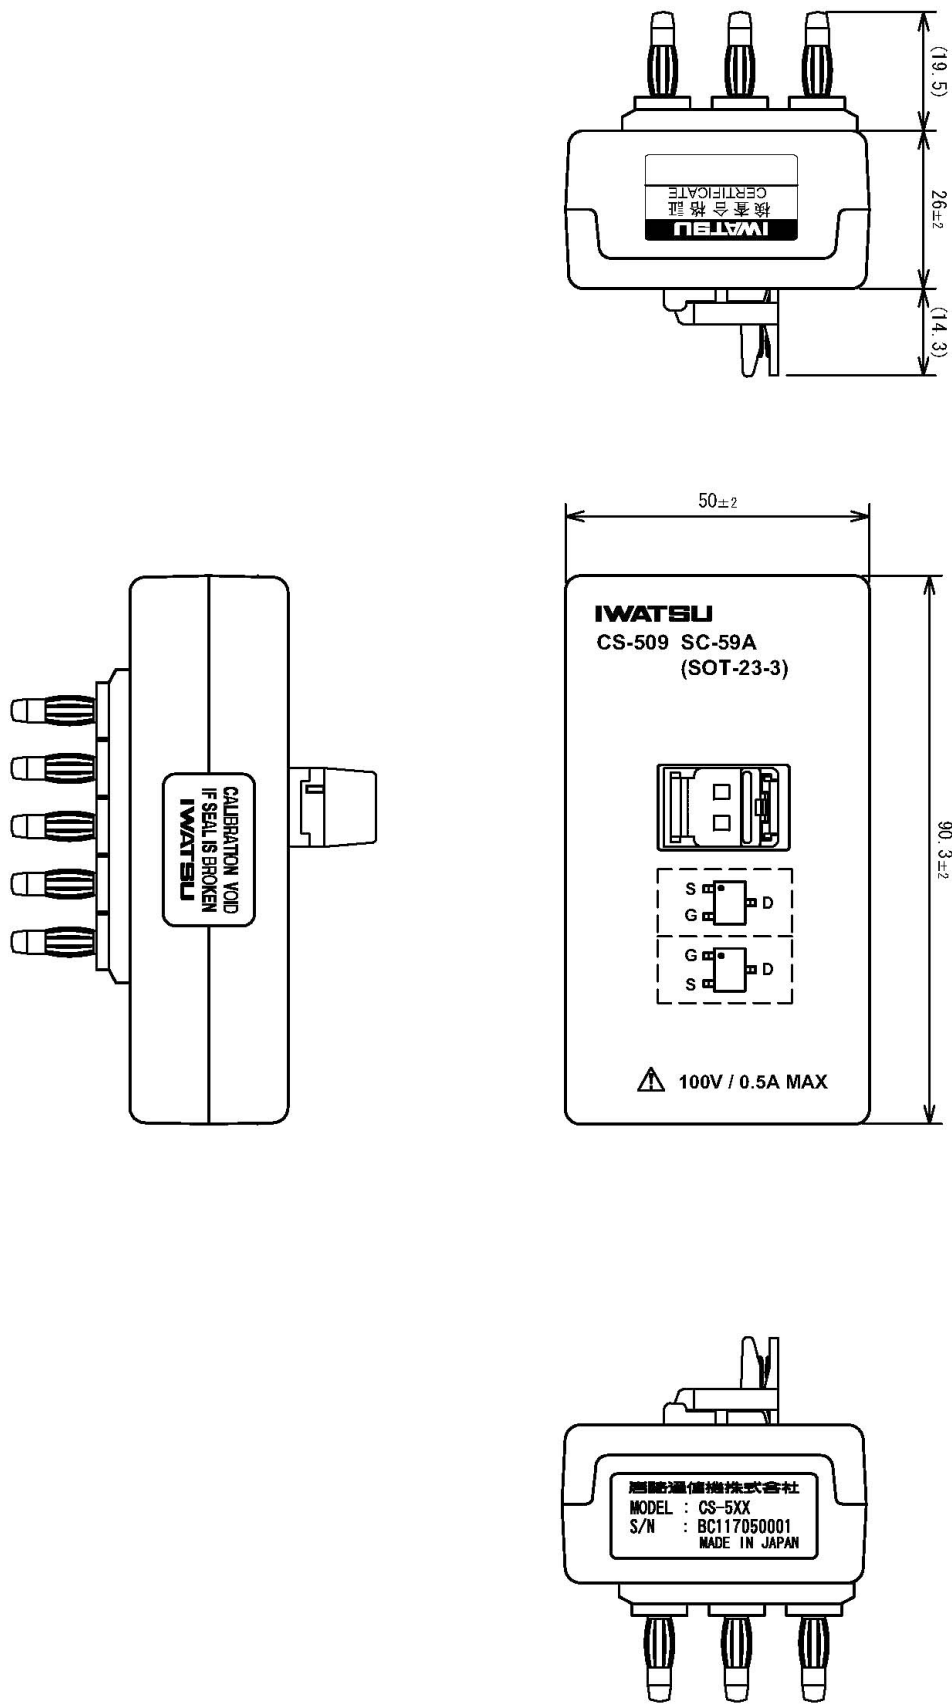 (19.5)
26±2
(14.3)
CERTIFICATE
検査合格証
IWATSU
50±2
90.3±2
IWATSU
CS-509 SC-59A
(SOT-23-3)
S
G
D
G
S
D
100V / 0.5A MAX
CALIBRATION VOID
IF SEAL IS BROKEN
IWATSU
岩崎通信機株式会社
MODEL : CS-5XX
S/N : BC117050001
MADE IN JAPAN